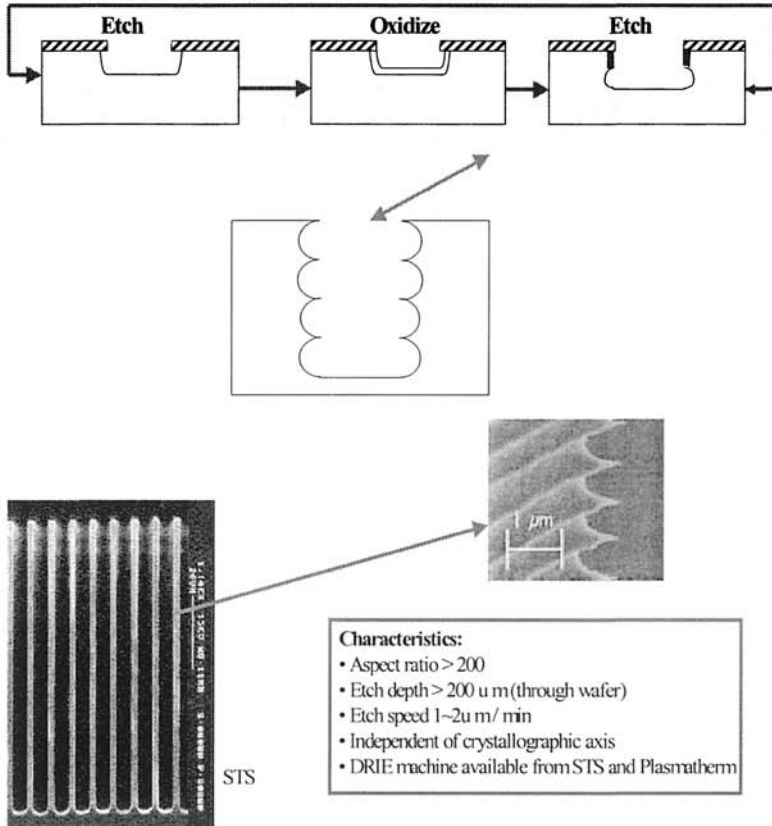 Etch Oxidize Etch
1 μm
Characteristics:
• Aspect ratio > 200
• Etch depth > 200 u m (through wafer)
• Etch speed 1~2u m / min
• Independent of crystallographic axis
• DRIE machine available from STS and Plasmatherm
STS